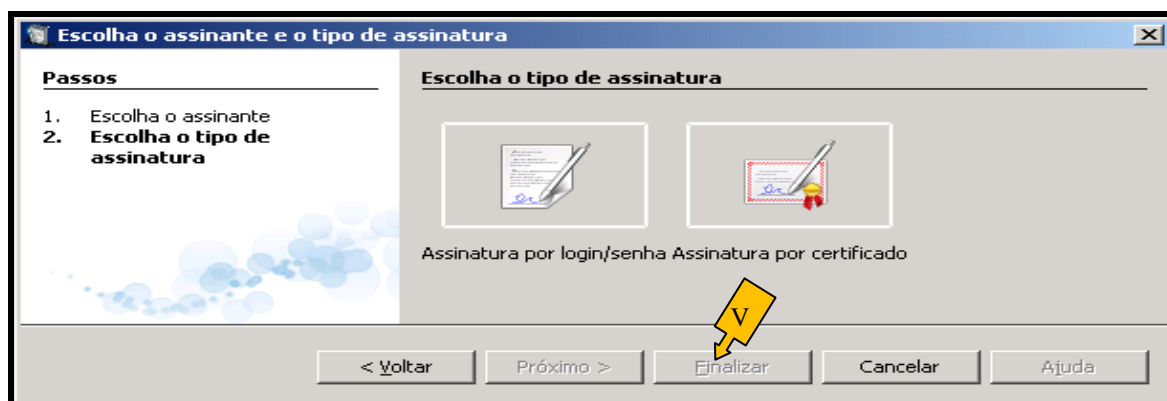 Escolha o assinante e o tipo de assinatura
Passos
1. Escolha o assinante
2. Escolha o tipo de
assinatura
Escolha o tipo de assinatura
Assinatura por login/senha Assinatura por certificado
V
< Voltar Próximo > Finalizar Cancelar Ajuda